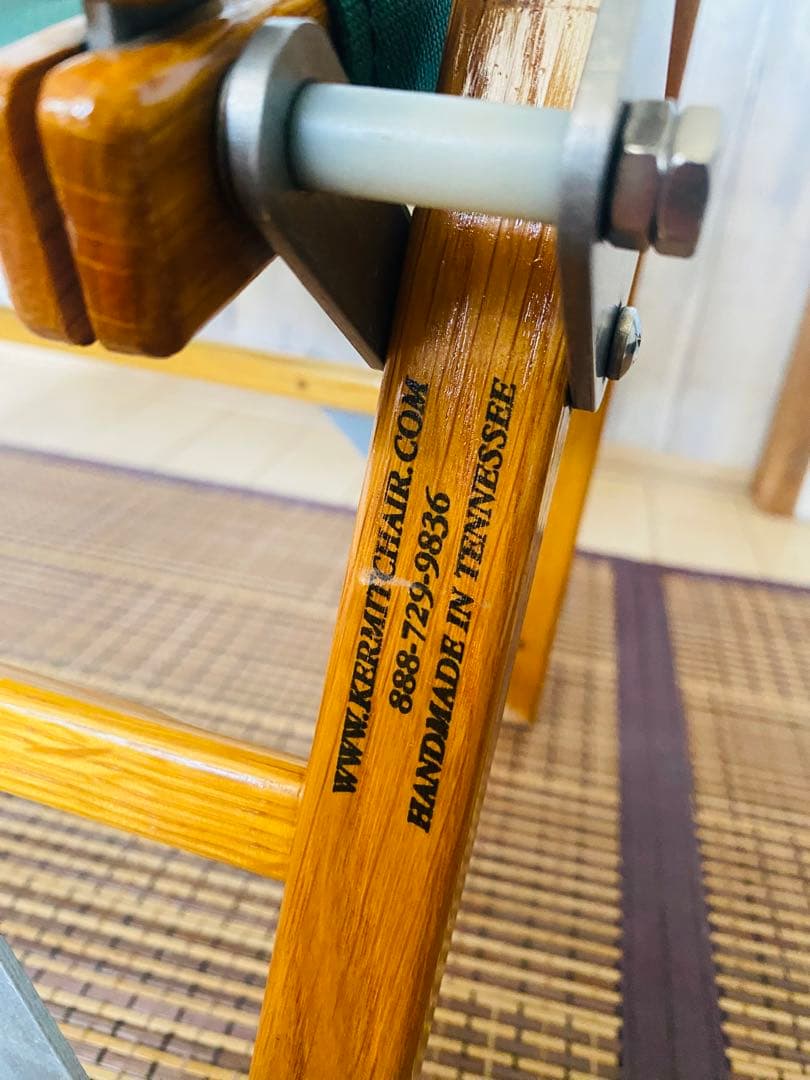 WWW.KERMITCHAIR.COM
888-729-9836
HANDMADE IN TENNESSEE